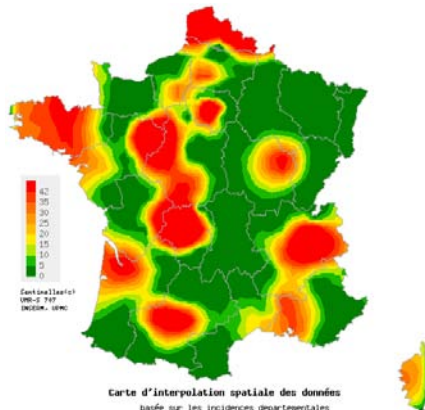 42
35
30
25
20
15
10
5
0
Sentinelles(c)
UMR-S 707
INSERM, UPMC
Carte d'interpolation spatiale des données
basée sur les incidences départementales